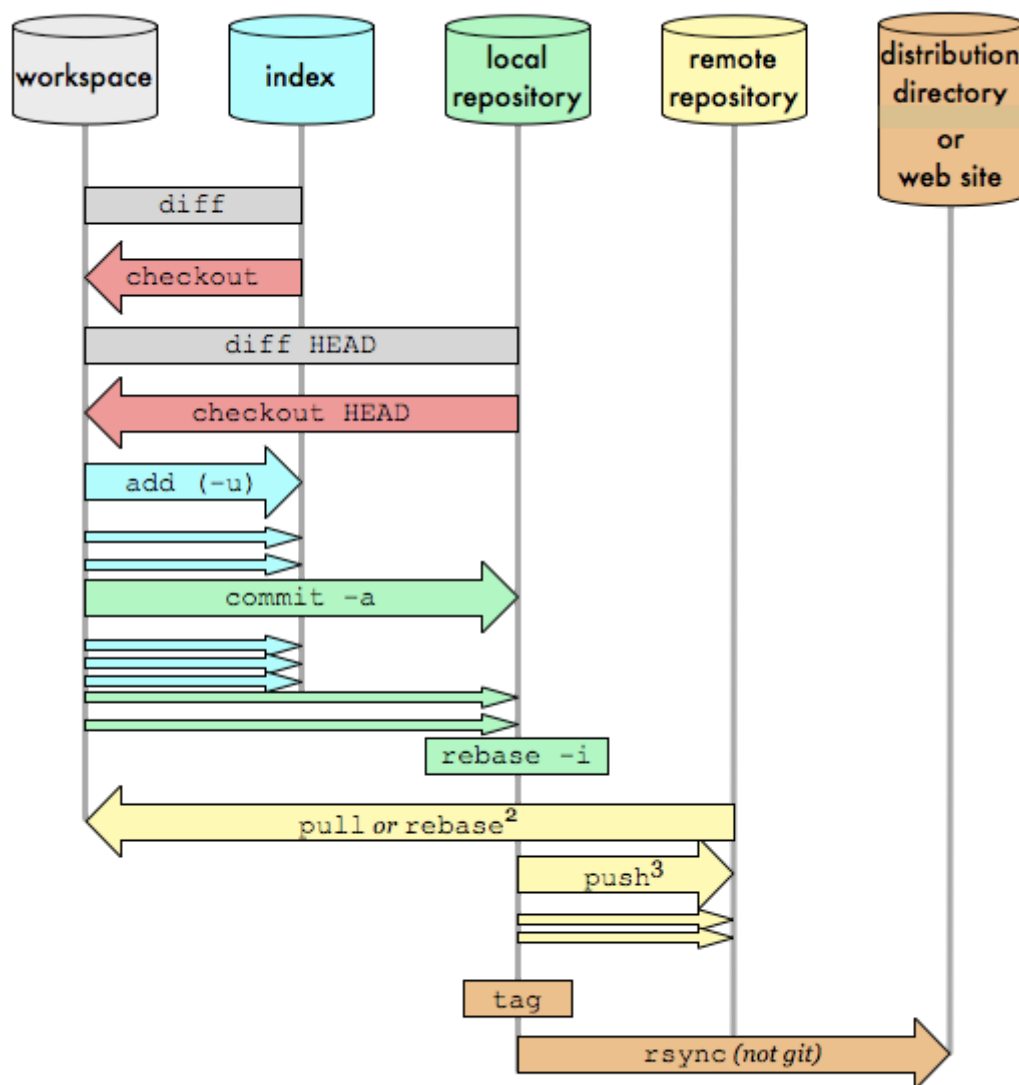 workspace
index
local
repository
remote
repository
distribution
directory
or
web site
diff
checkout
diff HEAD
checkout HEAD
add (-u)
commit -a
rebase -i
pull or rebase²
push³
tag
rsync (not git)